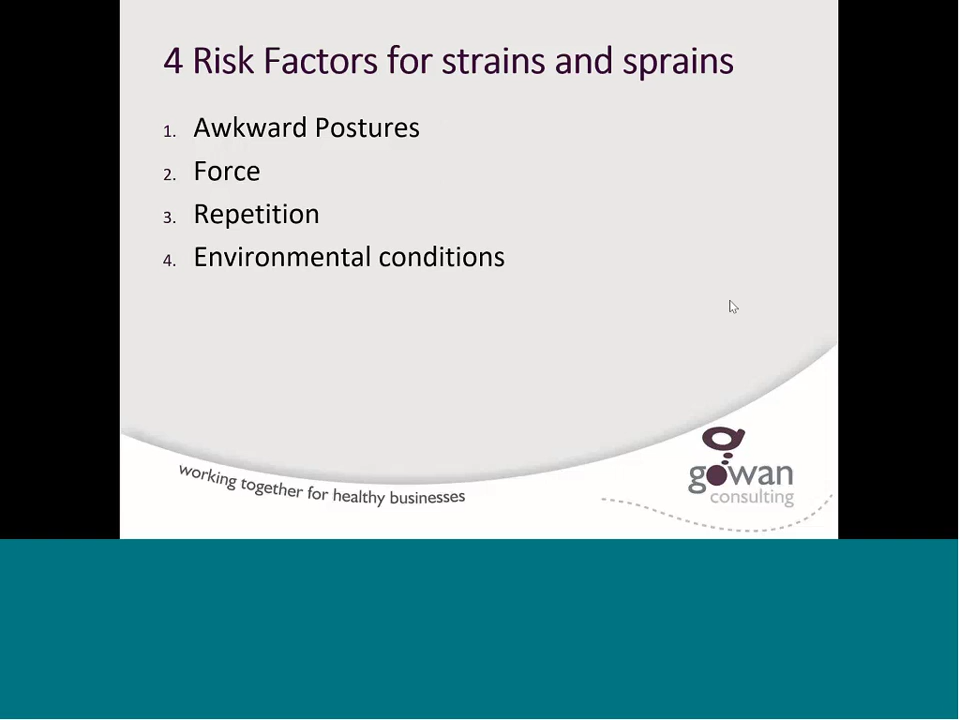 4 Risk Factors for strains and sprains
1. Awkward Postures
2. Force
3. Repetition
4. Environmental conditions
working together for healthy businesses
gowan
consulting